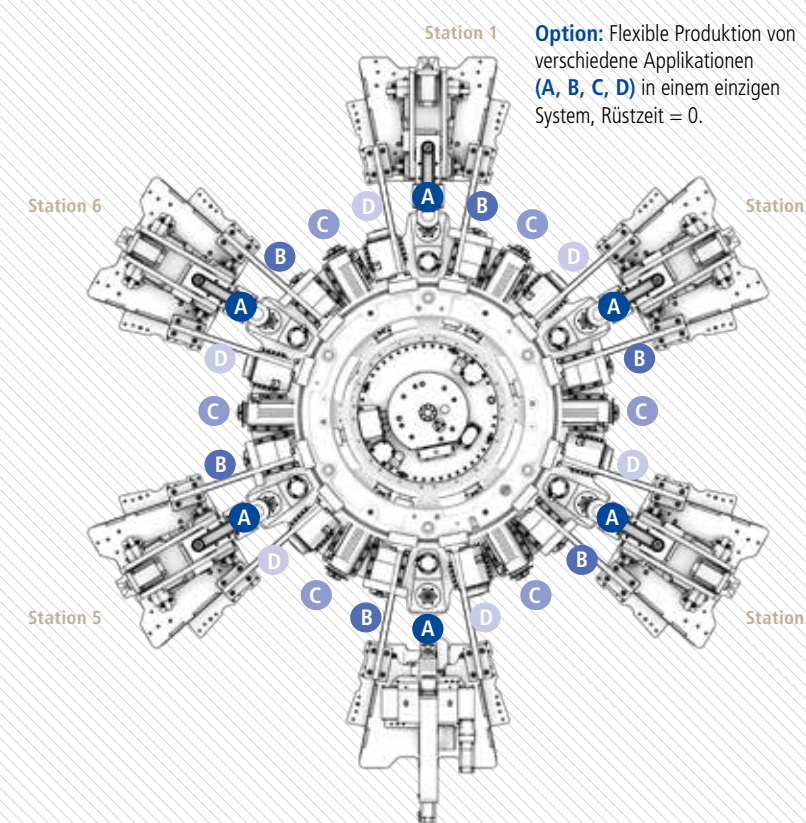 Station 1
Option: Flexible Produktion von
verschiedene Applikationen
(A, B, C, D) in einem einzigen
System, Rüstzeit = 0.
Station 6
D
A
B
C
B
C
D
Station
B
A
A
D
B
C
C
B
D
A
A
D
B
C
C
Station 5
B
D
Station
A